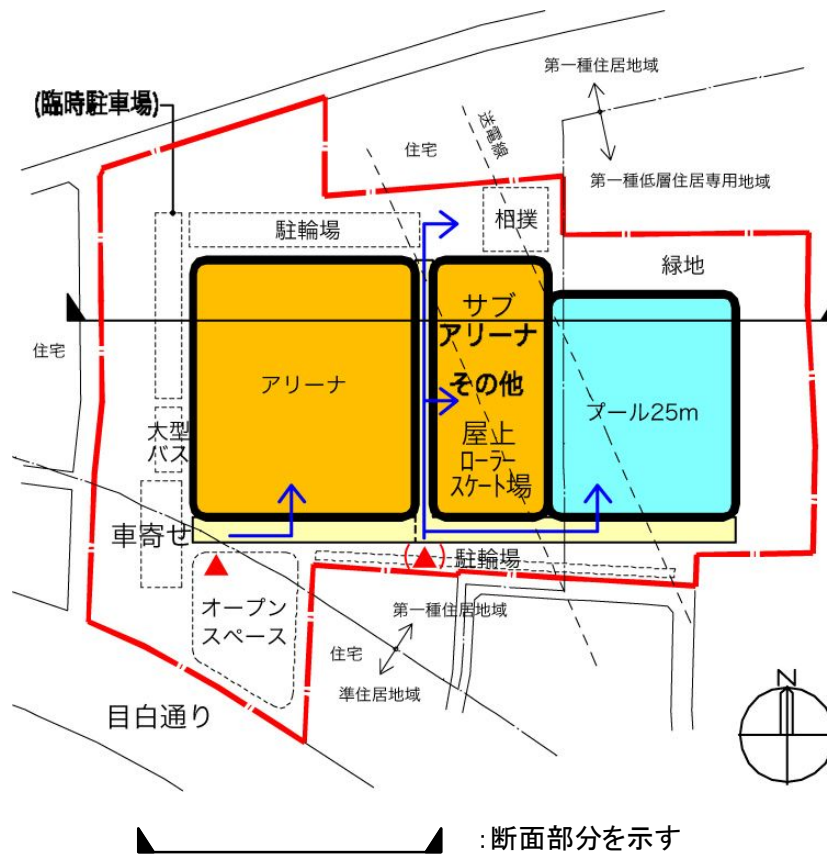 第一種住居地域
(臨時駐車場)
送電線
住宅
第一種低層住居専用地域
相撲
駐輪場
緑地
サブ
アリーナ
住宅
アリーナ
その他
プール25m
大型
バス
屋上
ローラー
スケート場
車寄せ
( )
駐輪場
オープン
スペース
第一種住居地域
住宅
準住居地域
目白通り
N
:断面部分を示す